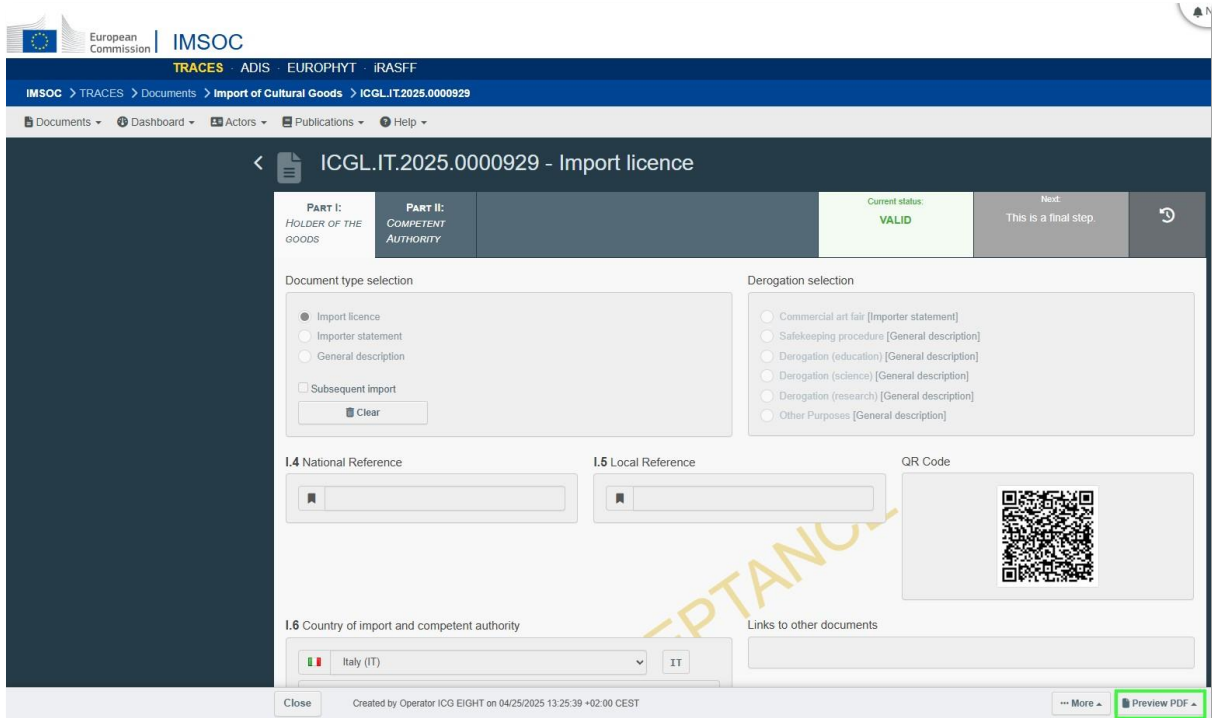 European
Commission
IMSOC
TRACES · ADIS · EUROPHYT · iRASFF
IMSOC > TRACES > Documents > Import of Cultural Goods > ICGL.IT.2025.0000929
Documents Dashboard Actors Publications Help
ICGL.IT.2025.0000929 - Import licence
PART I:
HOLDER OF THE
GOODS
PART II:
COMPETENT
AUTHORITY
Current status:
VALID
Next:
This is a final step.
Document type selection
Import licence
Importer statement
General description
Subsequent import
Clear
Derogation selection
Commercial art fair [Importer statement]
Safekeeping procedure [General description]
Derogation (education) [General description]
Derogation (science) [General description]
Derogation (research) [General description]
Other Purposes [General description]
I.4 National Reference
I.5 Local Reference
QR Code
I.6 Country of import and competent authority
Italy (IT)
IT
Links to other documents
Close
Created by Operator ICG EIGHT on 04/25/2025 13:25:39 +02:00 CEST
··· More
Preview PDF